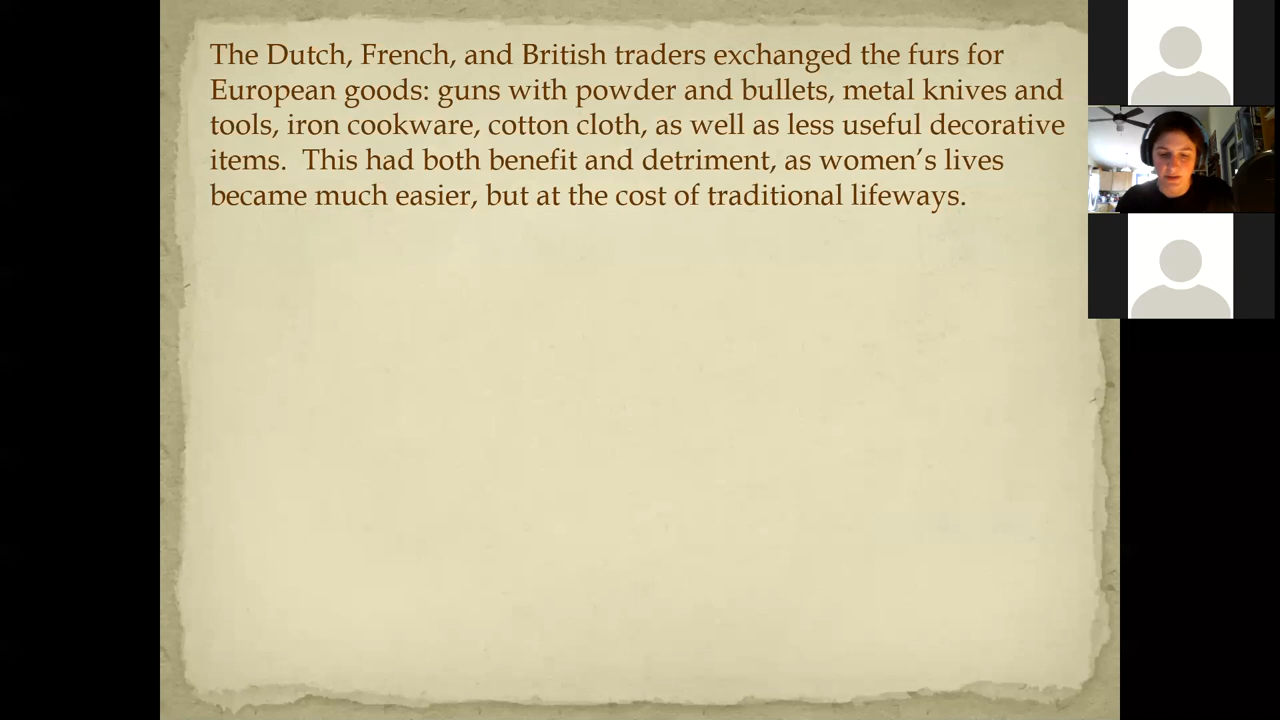 The Dutch, French, and British traders exchanged the furs for
European goods: guns with powder and bullets, metal knives and
tools, iron cookware, cotton cloth, as well as less useful decorative
items.  This had both benefit and detriment, as women’s lives
became much easier, but at the cost of traditional lifeways.